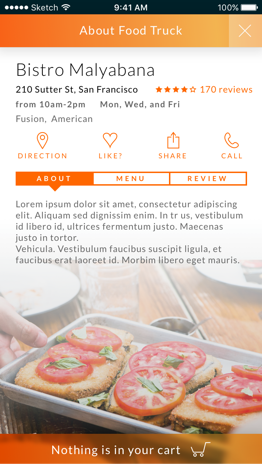 Sketch
9:41 AM
100%
About Food Truck
Bistro Malyabana
210 Sutter St, San Francisco
170 reviews
from 10am-2pm Mon, Wed, and Fri
Fusion, American
DIRECTION
LIKE?
SHARE
CALL
ABOUT
MENU
REVIEW
Lorem ipsum dolor sit amet, consectetur adipiscing
elit. Aliquam sed dignissim enim. In tr us, vestibulum
id libero id, ultrices fermentum justo. Maecenas
justo in tortor.
Vehicula. Vestibulum faucibus suscipit ligula, et
faucibus erat laoreet id. Morbim libero eget mauris.
Nothing is in your cart